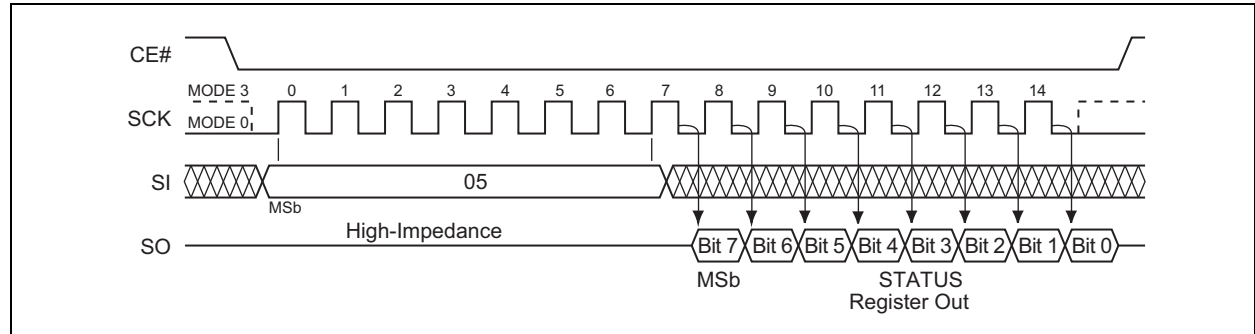 CE#
MODE 3 0 1 2 3 4 5 6 7 8 9 10 11 12 13 14
SCK MODE 0
SI 05
MSb
High-Impedance
SO Bit 7 Bit 6 Bit 5 Bit 4 Bit 3 Bit 2 Bit 1 Bit 0
MSb STATUS
Register Out